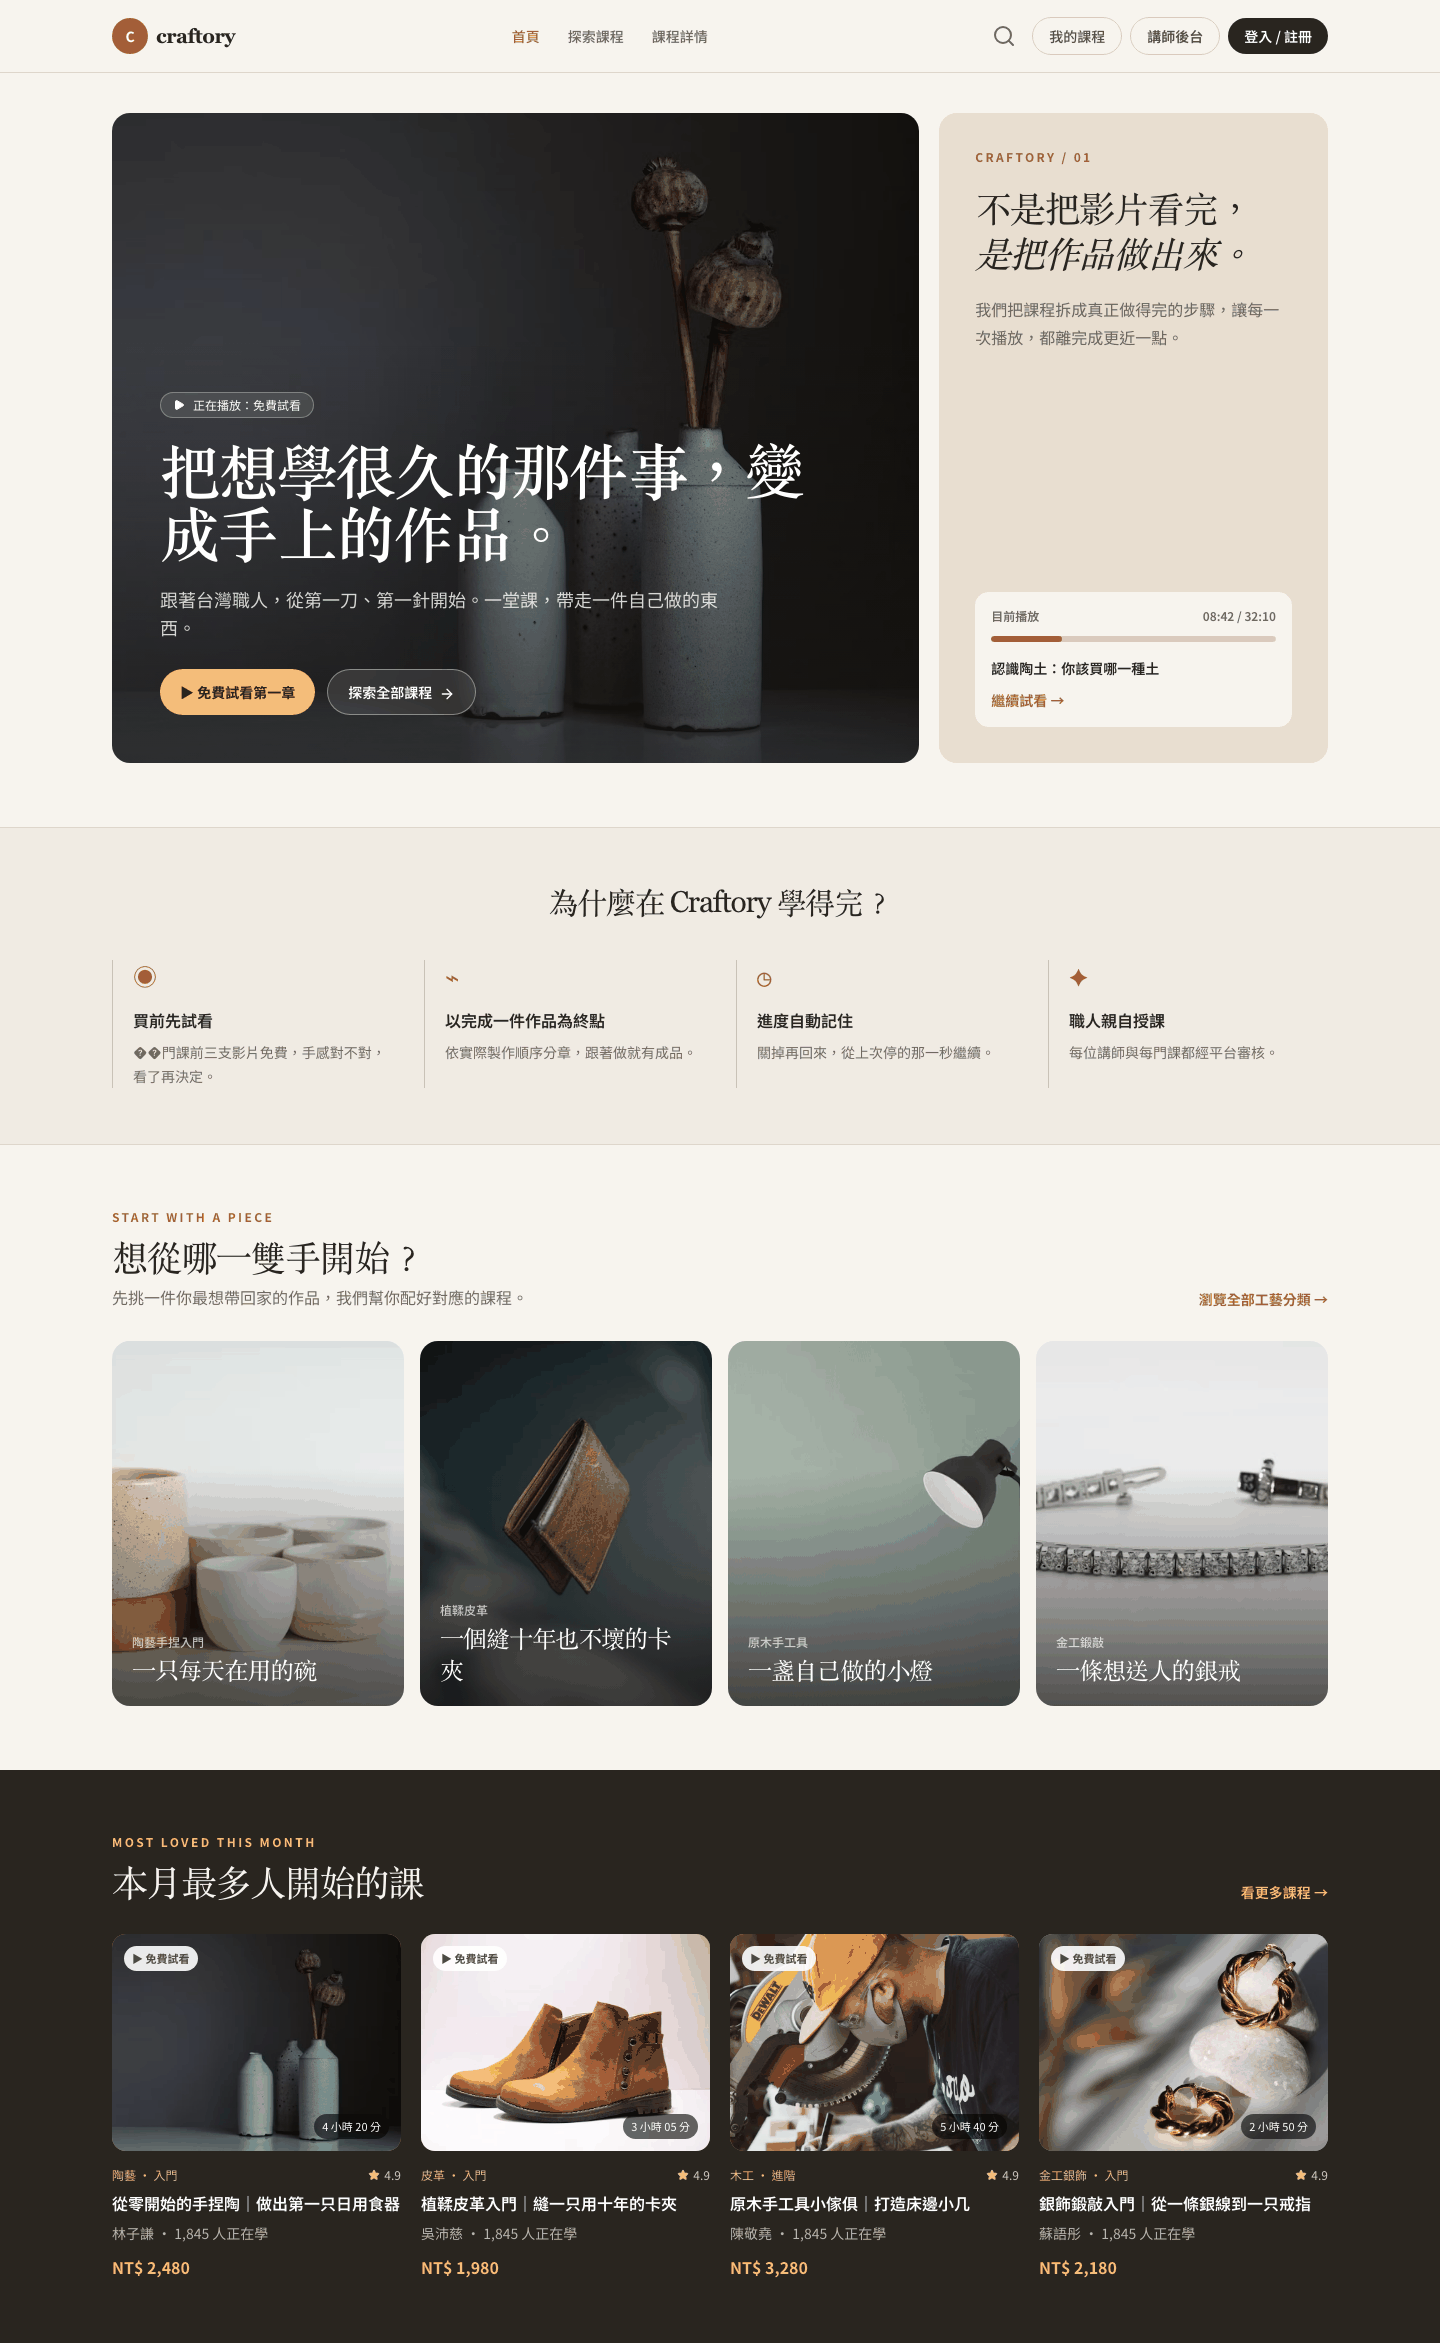 C craftory
首頁 探索課程 課程詳情
我的課程 講師後台 登入 / 註冊
正在播放：免費試看
把想學很久的那件事，變
成手上的作品。
跟著台灣職人，從第一刀、第一針開始。一堂課，帶走一件自己做的東
西。
▶ 免費試看第一章 探索全部課程 →
CRAFTORY / 01
不是把影片看完，
是把作品做出來。
我們把課程拆成真正做得完的步驟，讓每一
次播放，都離完成更近一點。
目前播放 08:42 / 32:10
認識陶土：你該買哪一種土
繼續試看 →
為什麼在 Craftory 學得完？
買前先試看
��門課前三支影片免費，手感對不對，
看了再決定。
以完成一件作品為終點
依實際製作順序分章，跟著做就有成品。
進度自動記住
關掉再回來，從上次停的那一秒繼續。
職人親自授課
每位講師與每門課都經平台審核。
START WITH A PIECE
想從哪一雙手開始？
先挑一件你最想帶回家的作品，我們幫你配好對應的課程。
瀏覽全部工藝分類 →
陶藝手捏入門
一只每天在用的碗
植鞣皮革
一個縫十年也不壞的卡
夾
原木手工具
一盞自己做的小燈
金工鍛敲
一條想送人的銀戒
MOST LOVED THIS MONTH
本月最多人開始的課
看更多課程 →
▶ 免費試看
4 小時 20 分
陶藝 · 入門 ★ 4.9
從零開始的手捏陶｜做出第一只日用食器
林子謙 · 1,845 人正在學
NT$ 2,480
▶ 免費試看
3 小時 05 分
皮革 · 入門 ★ 4.9
植鞣皮革入門｜縫一只用十年的卡夾
吳沛慈 · 1,845 人正在學
NT$ 1,980
▶ 免費試看
DEWALT
5 小時 40 分
木工 · 進階 ★ 4.9
原木手工具小傢俱｜打造床邊小几
陳敬堯 · 1,845 人正在學
NT$ 3,280
▶ 免費試看
2 小時 50 分
金工銀飾 · 入門 ★ 4.9
銀飾鍛敲入門｜從一條銀線到一只戒指
蘇語彤 · 1,845 人正在學
NT$ 2,180